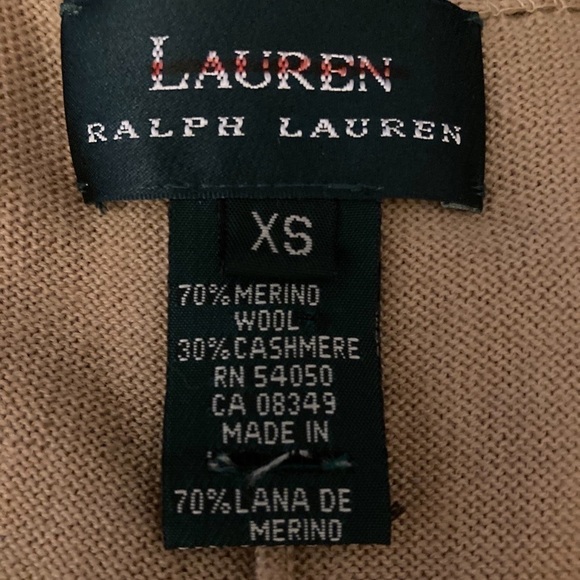 LAUREN
RALPH LAUREN
XS
70% MERINO
WOOL
30% CASHMERE
RN 54050
CA 08349
MADE IN
70% LANA DE
MERINO